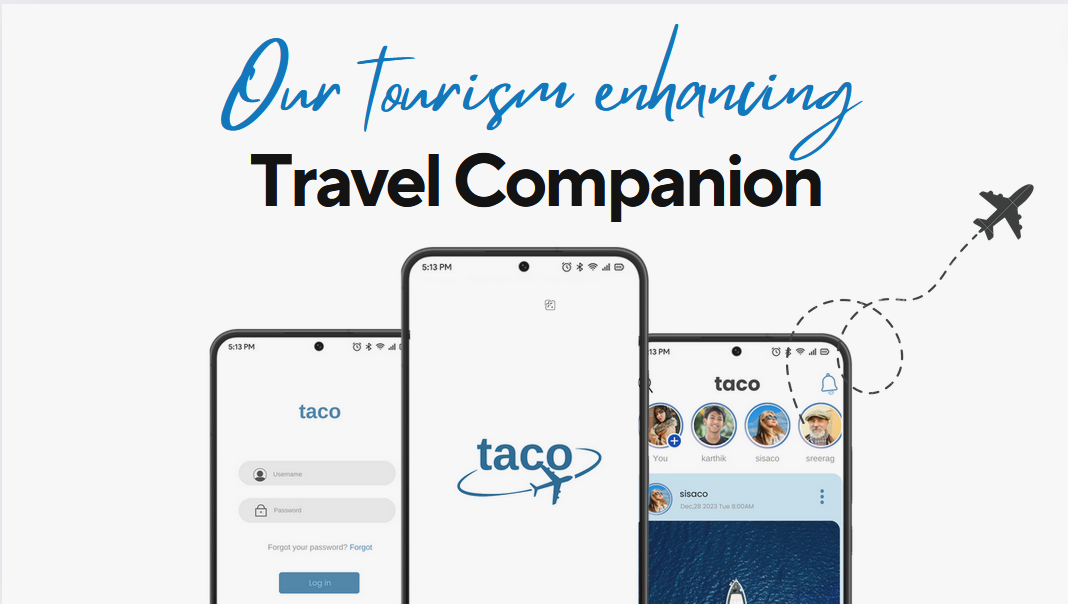 Our tourism enhancing
Travel Companion
5:13 PM
taco
Username
Password
Forgot your password? Forgot
Log in
5:13 PM
taco
13 PM
taco
You
karthik
sisaco
sreerag
sisaco
Dec,28 2023 Tue 8:00AM